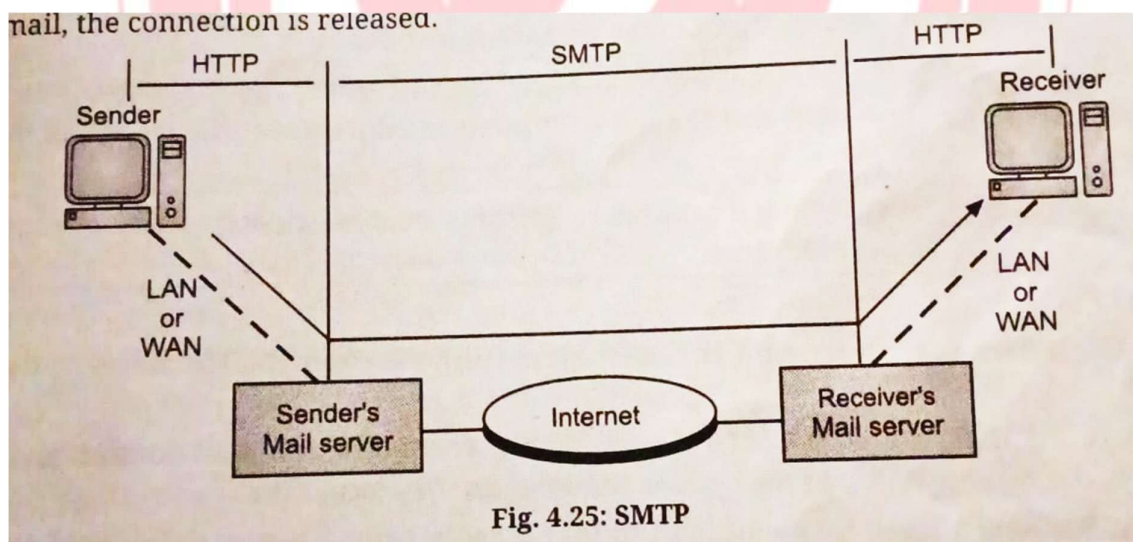 mail, the connection is released.
HTTP
SMTP
HTTP
Sender
Receiver
LAN
or
WAN
LAN
or
WAN
Sender's
Mail server
Internet
Receiver's
Mail server
Fig. 4.25: SMTP